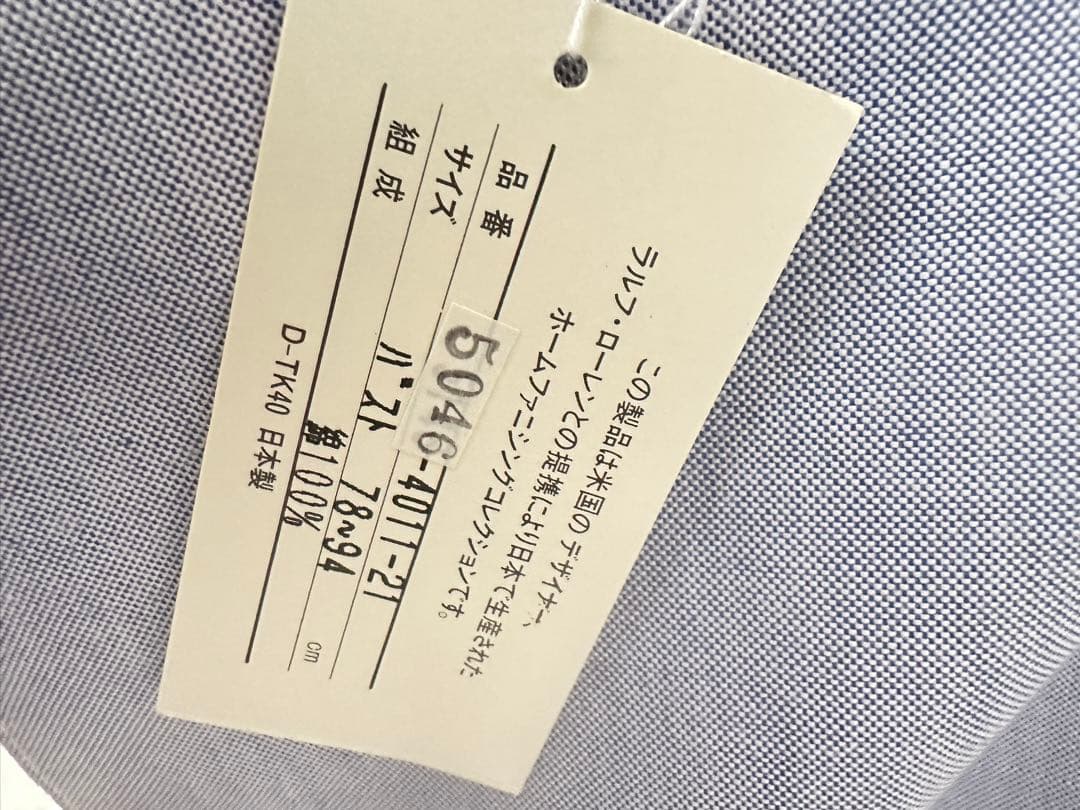 この製品は米国のデザイナー、
ラルフ・ローレンとの提携により日本で生産された
ホームファニシングコレクションです。
品番 5046-4011-21
サイズ バスト 78~94 cm
組成 綿100%
D-TK40 日本製